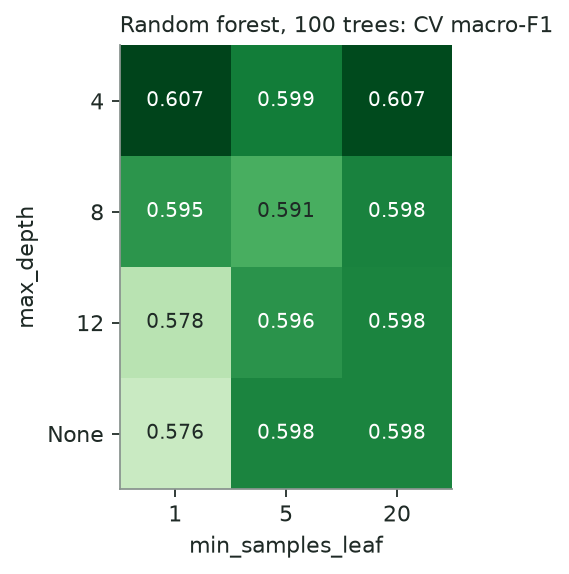 Random forest, 100 trees: CV macro-F1
4 0.607 0.599 0.607
8 0.595 0.591 0.598
12 0.578 0.596 0.598
None 0.576 0.598 0.598
1 5 20
min_samples_leaf
max_depth